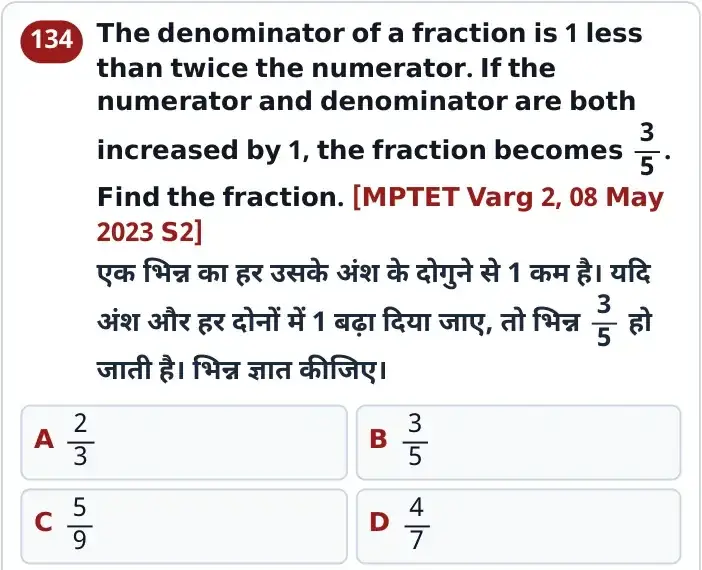 134 The denominator of a fraction is 1 less
than twice the numerator. If the
numerator and denominator are both
increased by 1, the fraction becomes 3/5.
Find the fraction. [MPTET Varg 2, 08 May
2023 S2]
एक भिन्न का हर उसके अंश के दोगुने से 1 कम है। यदि
अंश और हर दोनों में 1 बढ़ा दिया जाए, तो भिन्न 3/5 हो
जाती है। भिन्न ज्ञात कीजिए।
A 2/3 B 3/5
C 5/9 D 4/7